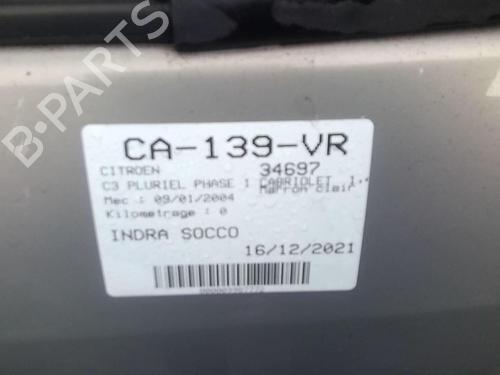 CA-139-VR
CITROEN 34697
C3 PLURIEL PHASE 1 CABRIOLET 1.
Marron clair
Mec : 09/01/2004
Kilometrage : 0
INDRA SOCCO
16/12/2021
B-PARTS